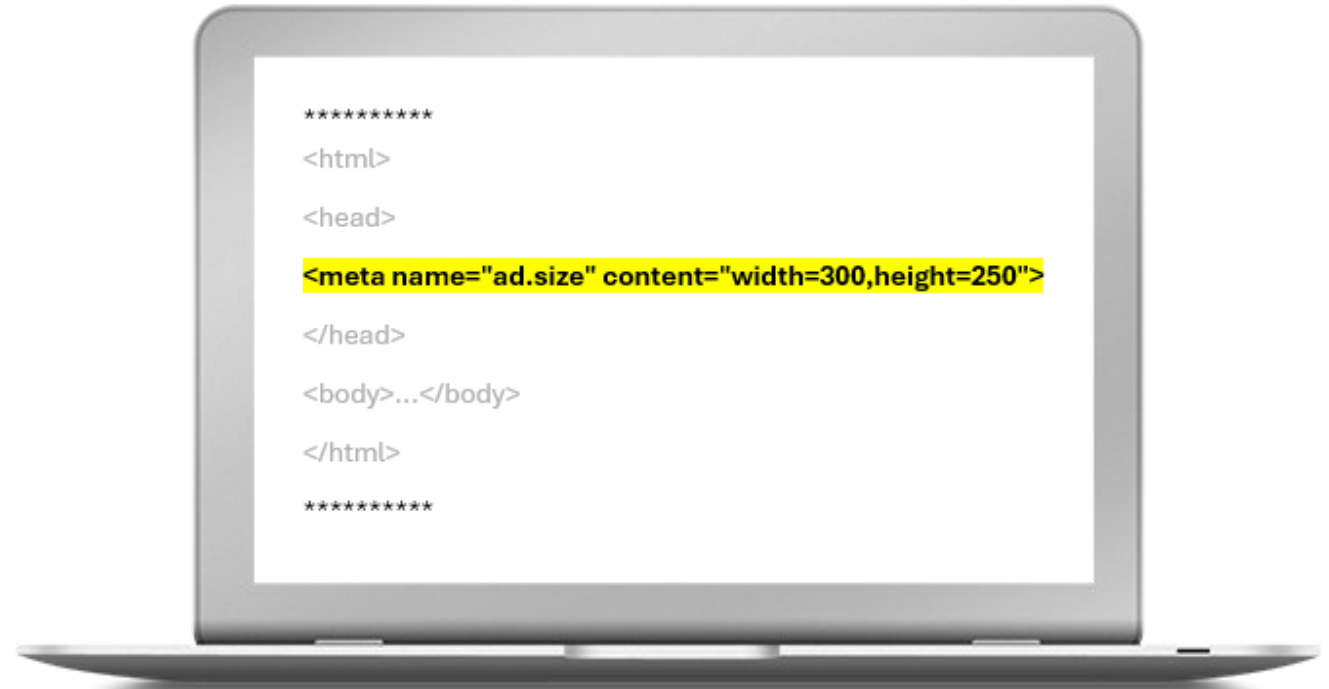 **********
<html>
<head>
<meta name="ad.size" content="width=300,height=250">
</head>
<body>...</body>
</html>
**********